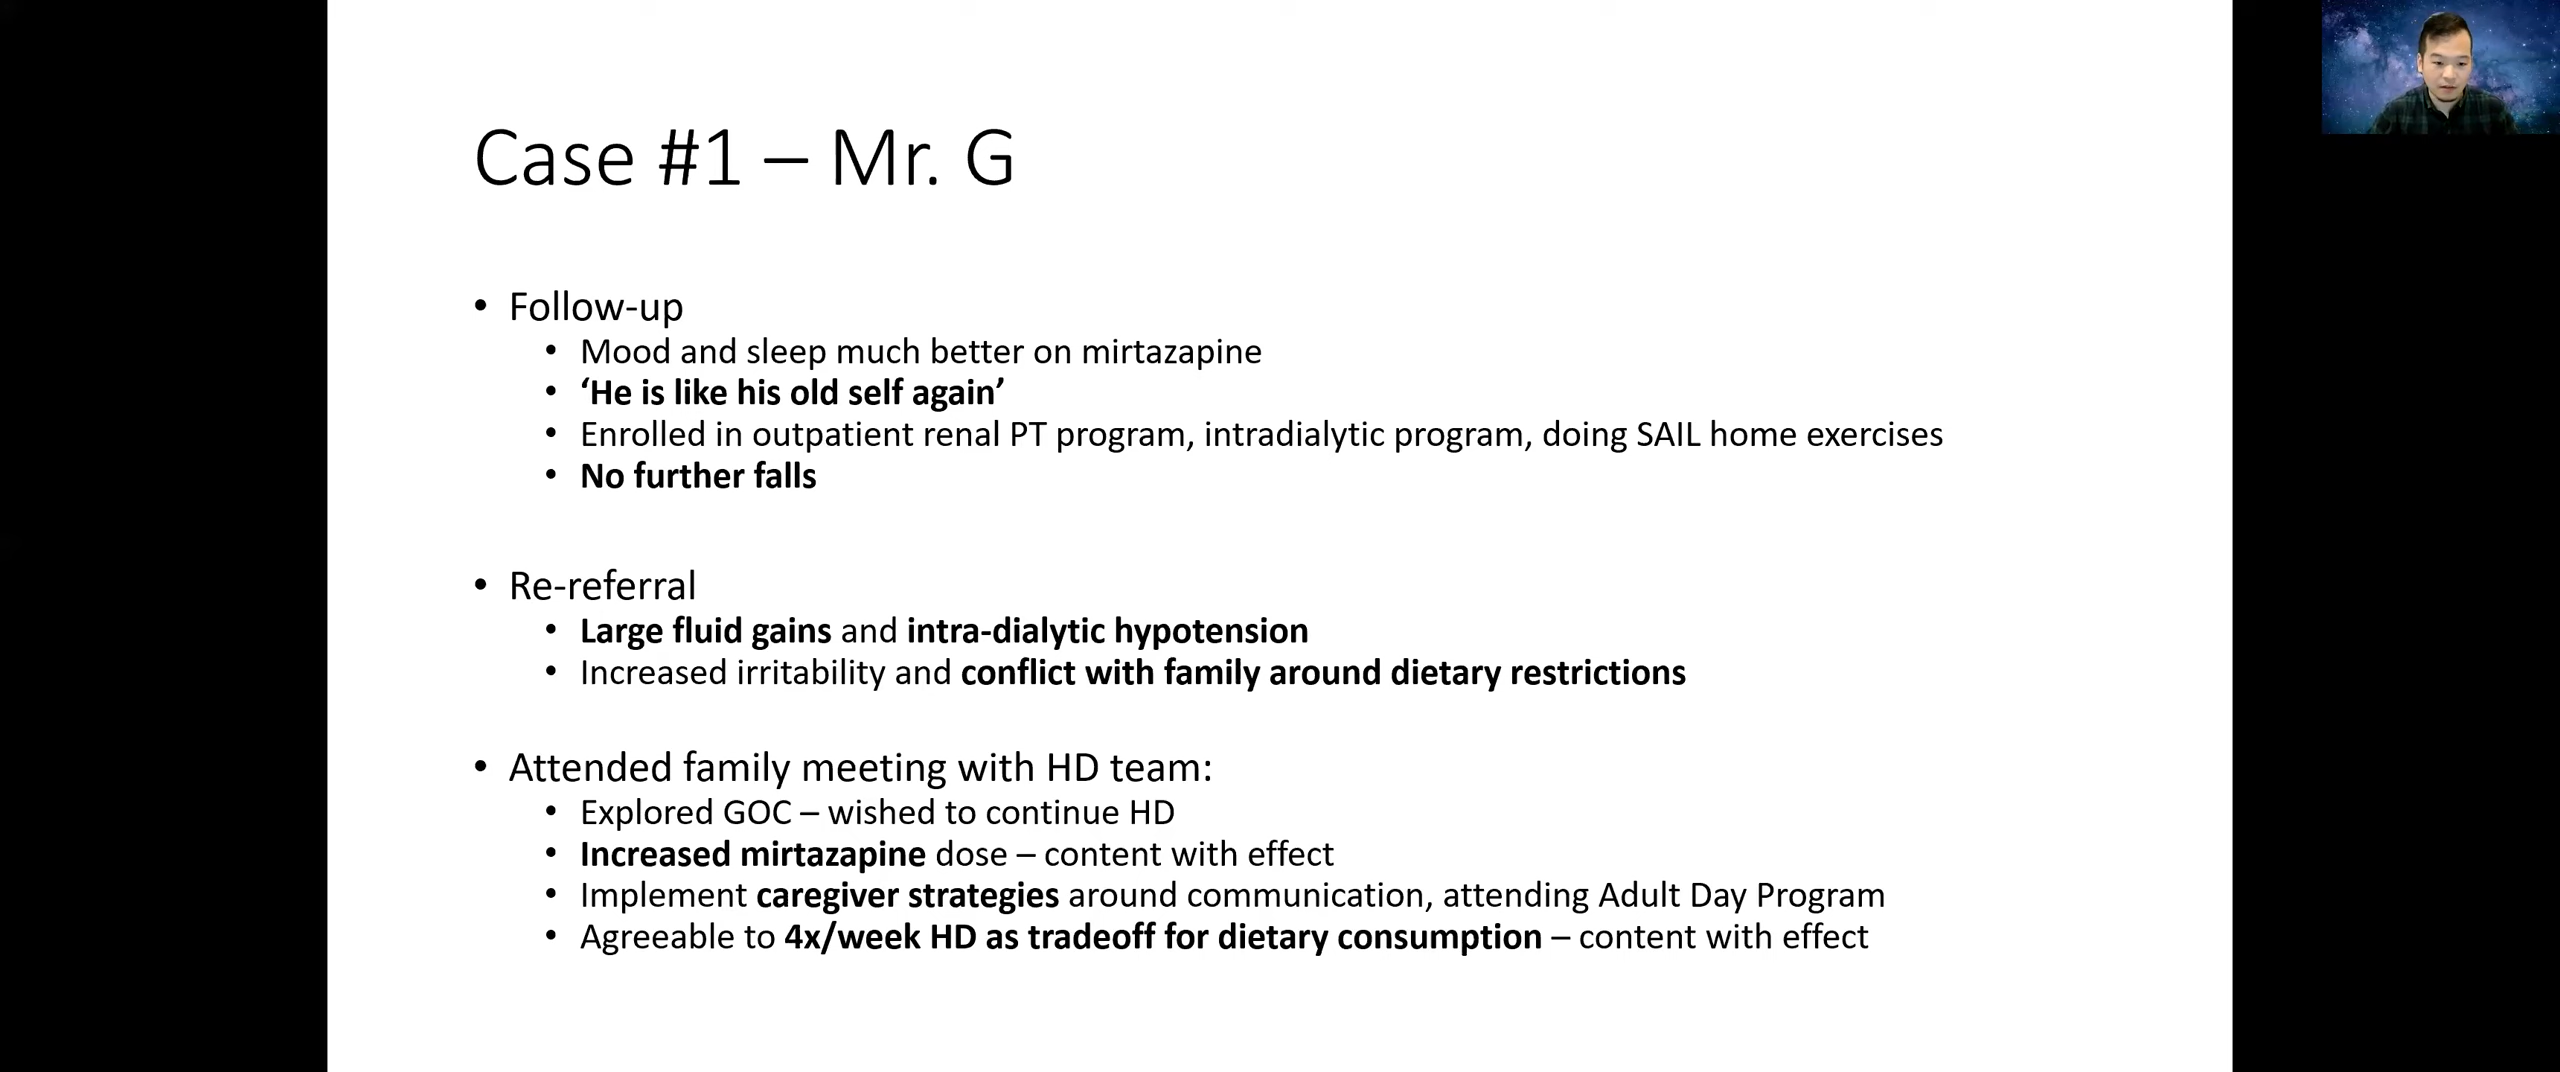 Case #1 – Mr. G
• Follow-up
• Mood and sleep much better on mirtazapine
• ‘He is like his old self again’
• Enrolled in outpatient renal PT program, intradialytic program, doing SAIL home exercises
• No further falls
• Re-referral
• Large fluid gains and intra-dialytic hypotension
• Increased irritability and conflict with family around dietary restrictions
• Attended family meeting with HD team:
• Explored GOC – wished to continue HD
• Increased mirtazapine dose – content with effect
• Implement caregiver strategies around communication, attending Adult Day Program
• Agreeable to 4x/week HD as tradeoff for dietary consumption – content with effect